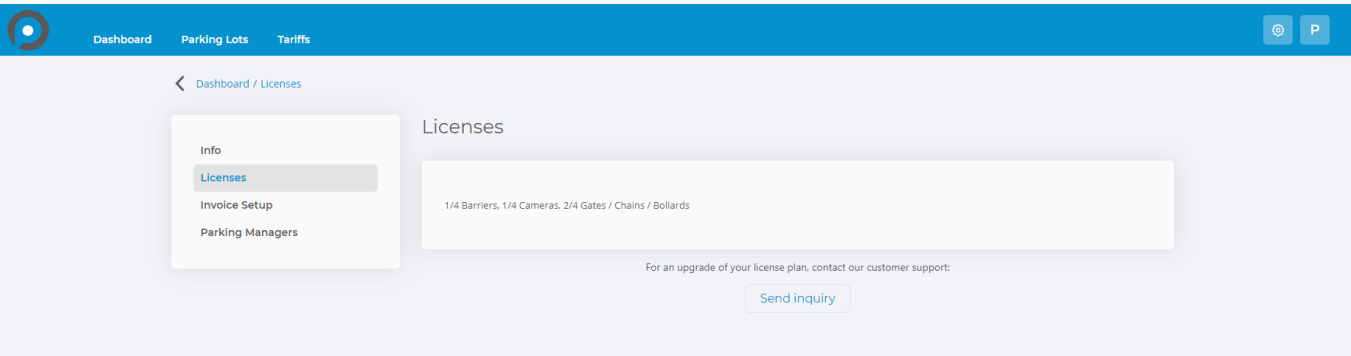 Dashboard Parking Lots Tariffs P
Dashboard / Licenses
Info
Licenses
Invoice Setup
Parking Managers
Licenses
1/4 Barriers, 1/4 Cameras, 2/4 Gates / Chains / Bollards
For an upgrade of your license plan, contact our customer support:
Send inquiry